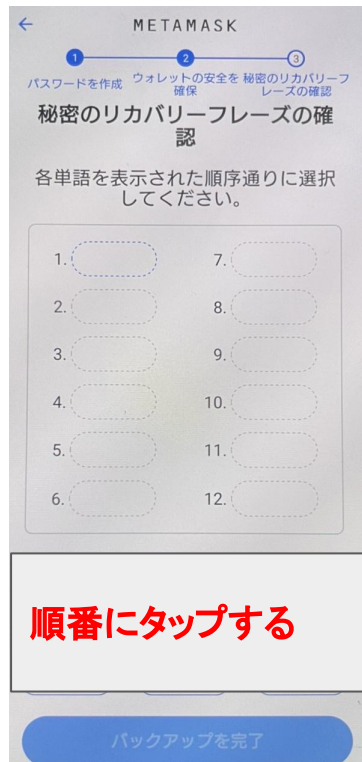 METAMASK
1 2 3
パスワードを作成 ウォレットの安全を 秘密のリカバリーフ
確保 レーズの確認
秘密のリカバリーフレーズの確
認
各単語を表示された順序通りに選択
してください。
1. 7.
2. 8.
3. 9.
4. 10.
5. 11.
6. 12.
順番にタップする
バックアップを完了